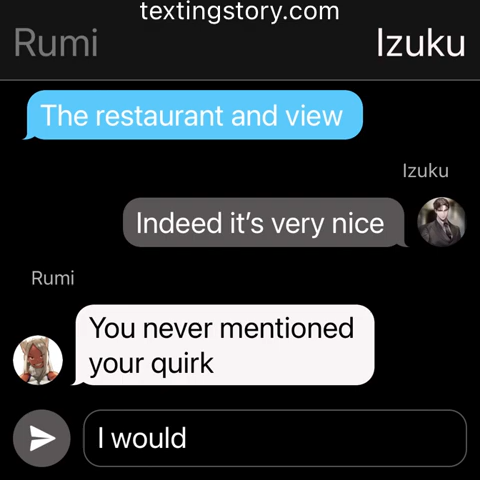 textingstory.com
Rumi
Izuku
The restaurant and view
Izuku
Indeed it’s very nice
Rumi
You never mentioned
your quirk
I would